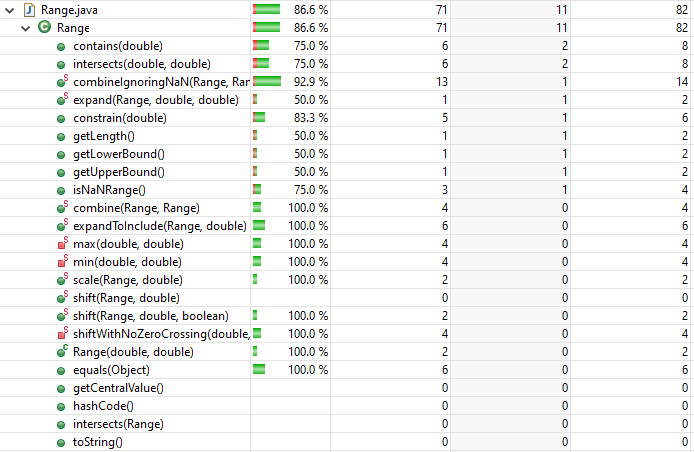 Range.java 86.6 % 71 11 82
Range 86.6 % 71 11 82
contains(double) 75.0 % 6 2 8
intersects(double, double) 75.0 % 6 2 8
combineIgnoringNaN(Range, Ran 92.9 % 13 1 14
expand(Range, double, double) 50.0 % 1 1 2
constrain(double) 83.3 % 5 1 6
getLength() 50.0 % 1 1 2
getLowerBound() 50.0 % 1 1 2
getUpperBound() 50.0 % 1 1 2
isNaNRange() 75.0 % 3 1 4
combine(Range, Range) 100.0 % 4 0 4
expandToInclude(Range, double) 100.0 % 6 0 6
max(double, double) 100.0 % 4 0 4
min(double, double) 100.0 % 4 0 4
scale(Range, double) 100.0 % 2 0 2
shift(Range, double) 0 0 0
shift(Range, double, boolean) 100.0 % 2 0 2
shiftWithNoZeroCrossing(double, 100.0 % 4 0 4
Range(double, double) 100.0 % 2 0 2
equals(Object) 100.0 % 6 0 6
getCentralValue() 0 0 0
hashCode() 0 0 0
intersects(Range) 0 0 0
toString() 0 0 0